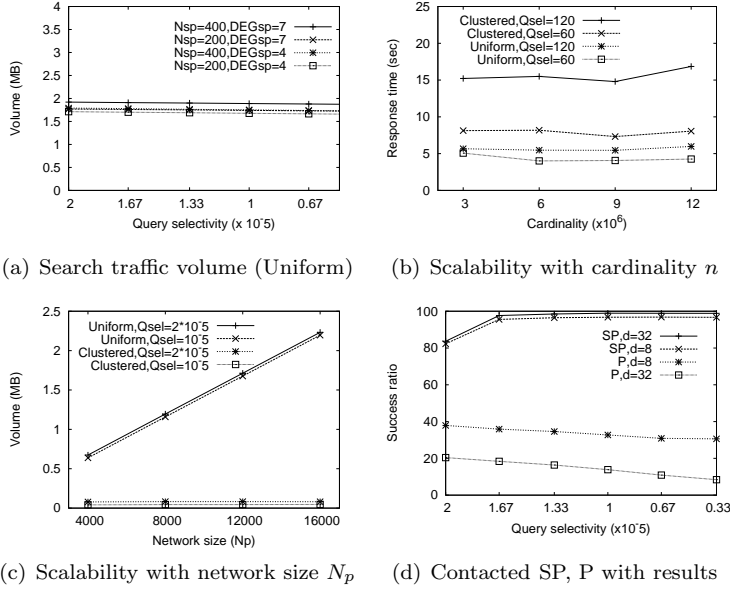 4
3.5
3
2.5
2
1.5
1
0.5
0
Volume (MB)
Nsp=400,DEGsp=7
Nsp=200,DEGsp=7
Nsp=400,DEGsp=4
Nsp=200,DEGsp=4
2 1.67 1.33 1 0.67
Query selectivity (x 10-5)
(a) Search traffic volume (Uniform)
25
20
15
10
5
0
Response time (sec)
Clustered,Qsel=120
Clustered,Qsel=60
Uniform,Qsel=120
Uniform,Qsel=60
3 6 9 12
Cardinality (x10⁶)
(b) Scalability with cardinality n
2.5
2
1.5
1
0.5
0
Volume (MB)
Uniform,Qsel=2*10-5
Uniform,Qsel=10-5
Clustered,Qsel=2*10-5
Clustered,Qsel=10-5
4000 8000 12000 16000
Network size (Np)
(c) Scalability with network size Np
100
80
60
40
20
0
Success ratio
SP,d=32
SP,d=8
P,d=8
P,d=32
2 1.67 1.33 1 0.67 0.33
Query selectivity (x10-5)
(d) Contacted SP, P with results